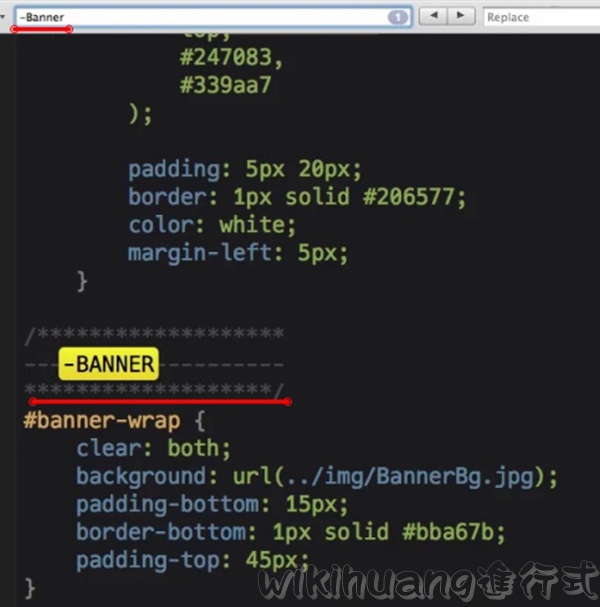 -Banner 1 Replace
top,
#247083,
#339aa7
);
padding: 5px 20px;
border: 1px solid #206577;
color: white;
margin-left: 5px;
}
/*******************
---BANNER----------
*******************/
#banner-wrap {
clear: both;
background: url(../img/BannerBg.jpg);
padding-bottom: 15px;
border-bottom: 1px solid #bba67b;
padding-top: 45px;
}
wikihuang進行式